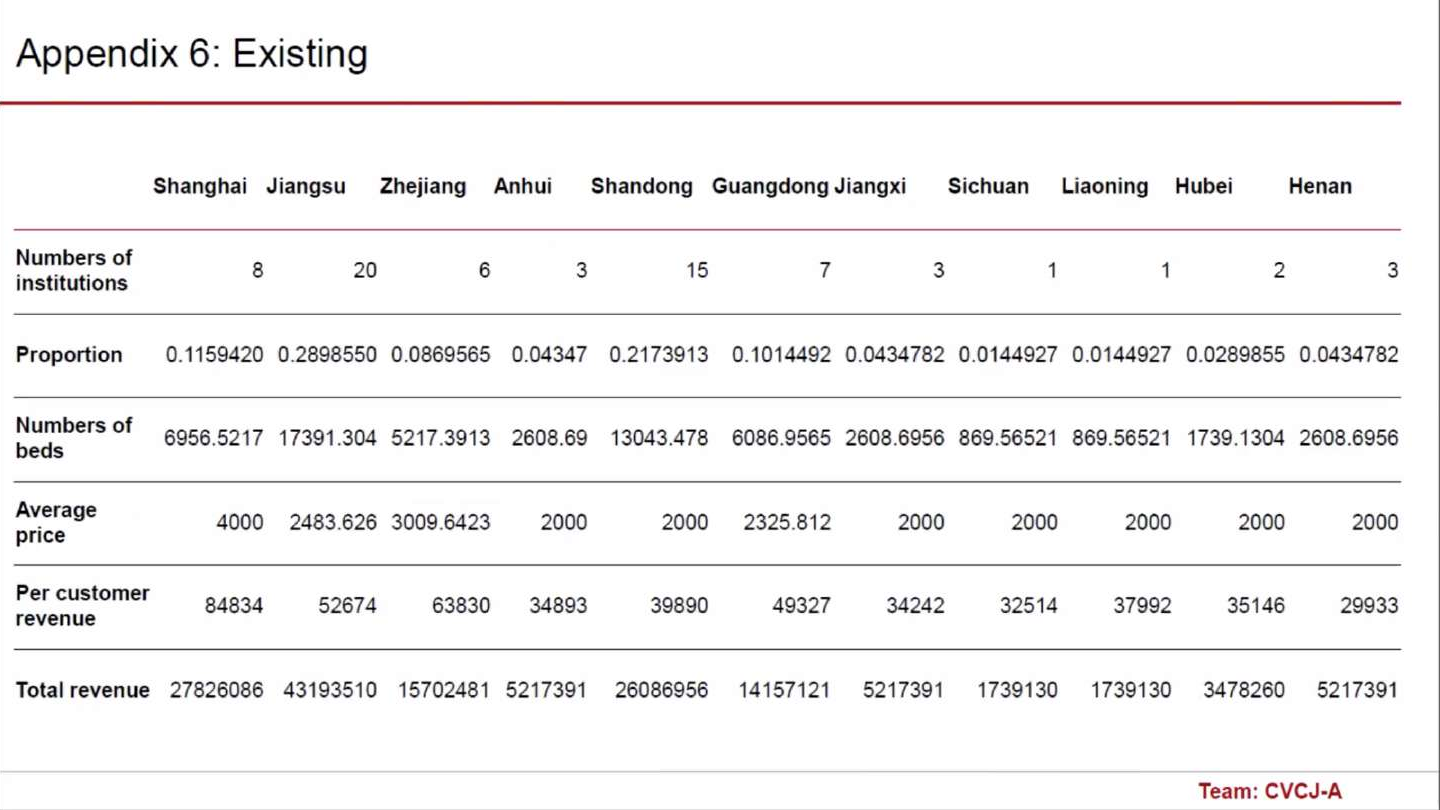 Appendix 6: Existing
Shanghai Jiangsu Zhejiang Anhui Shandong Guangdong Jiangxi Sichuan Liaoning Hubei Henan
Numbers of
institutions 8 20 6 3 15 7 3 1 1 2 3
Proportion 0.1159420 0.2898550 0.0869565 0.04347 0.2173913 0.1014492 0.0434782 0.0144927 0.0144927 0.0289855 0.0434782
Numbers of
beds 6956.5217 17391.304 5217.3913 2608.69 13043.478 6086.9565 2608.6956 869.56521 869.56521 1739.1304 2608.6956
Average
price 4000 2483.626 3009.6423 2000 2000 2325.812 2000 2000 2000 2000 2000
Per customer
revenue 84834 52674 63830 34893 39890 49327 34242 32514 37992 35146 29933
Total revenue 27826086 43193510 15702481 5217391 26086956 14157121 5217391 1739130 1739130 3478260 5217391
Team: CVCJ-A